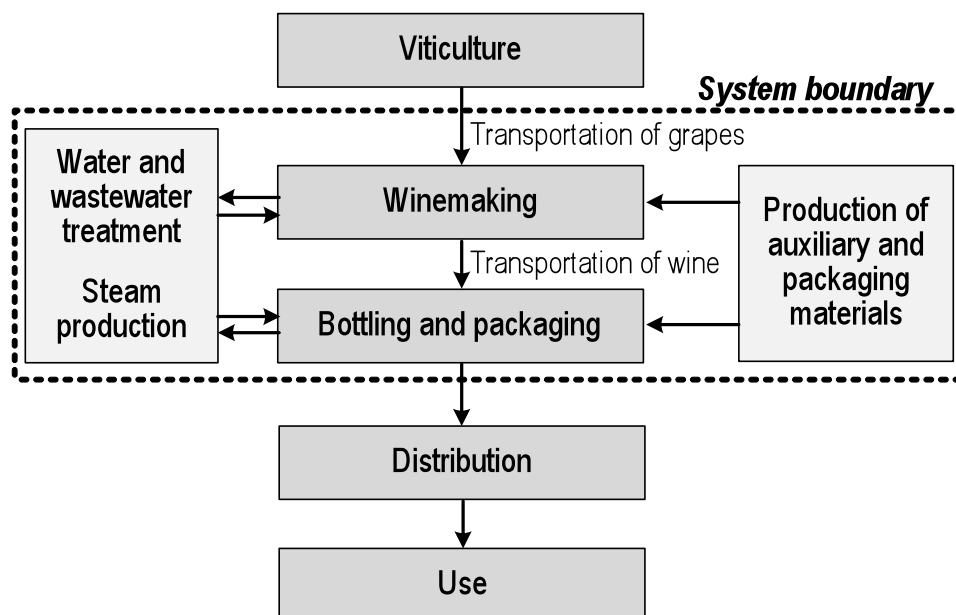 Viticulture
System boundary
Transportation of grapes
Water and
wastewater
treatment
Steam
production
Winemaking
Production of
auxiliary and
packaging
materials
Transportation of wine
Bottling and packaging
Distribution
Use